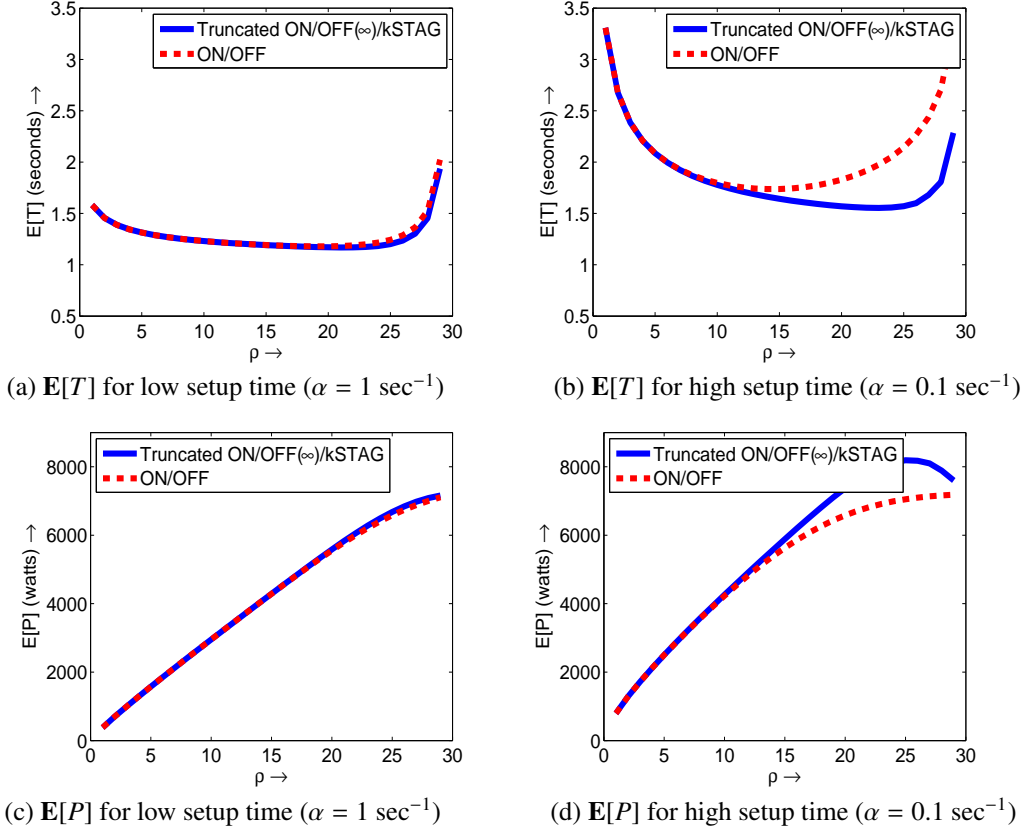 3.5
3
2.5
2
1.5
1
0.5
0 5 10 15 20 25 30
E[T] (seconds) →
ρ →
Truncated ON/OFF(∞)/kSTAG
ON/OFF
(a) E[T] for low setup time (α = 1 sec⁻¹)
3.5
3
2.5
2
1.5
1
0.5
0 5 10 15 20 25 30
E[T] (seconds) →
ρ →
Truncated ON/OFF(∞)/kSTAG
ON/OFF
(b) E[T] for high setup time (α = 0.1 sec⁻¹)
8000
6000
4000
2000
0
0 5 10 15 20 25 30
E[P] (watts) →
ρ →
Truncated ON/OFF(∞)/kSTAG
ON/OFF
(c) E[P] for low setup time (α = 1 sec⁻¹)
8000
6000
4000
2000
0
0 5 10 15 20 25 30
E[P] (watts) →
ρ →
Truncated ON/OFF(∞)/kSTAG
ON/OFF
(d) E[P] for high setup time (α = 0.1 sec⁻¹)